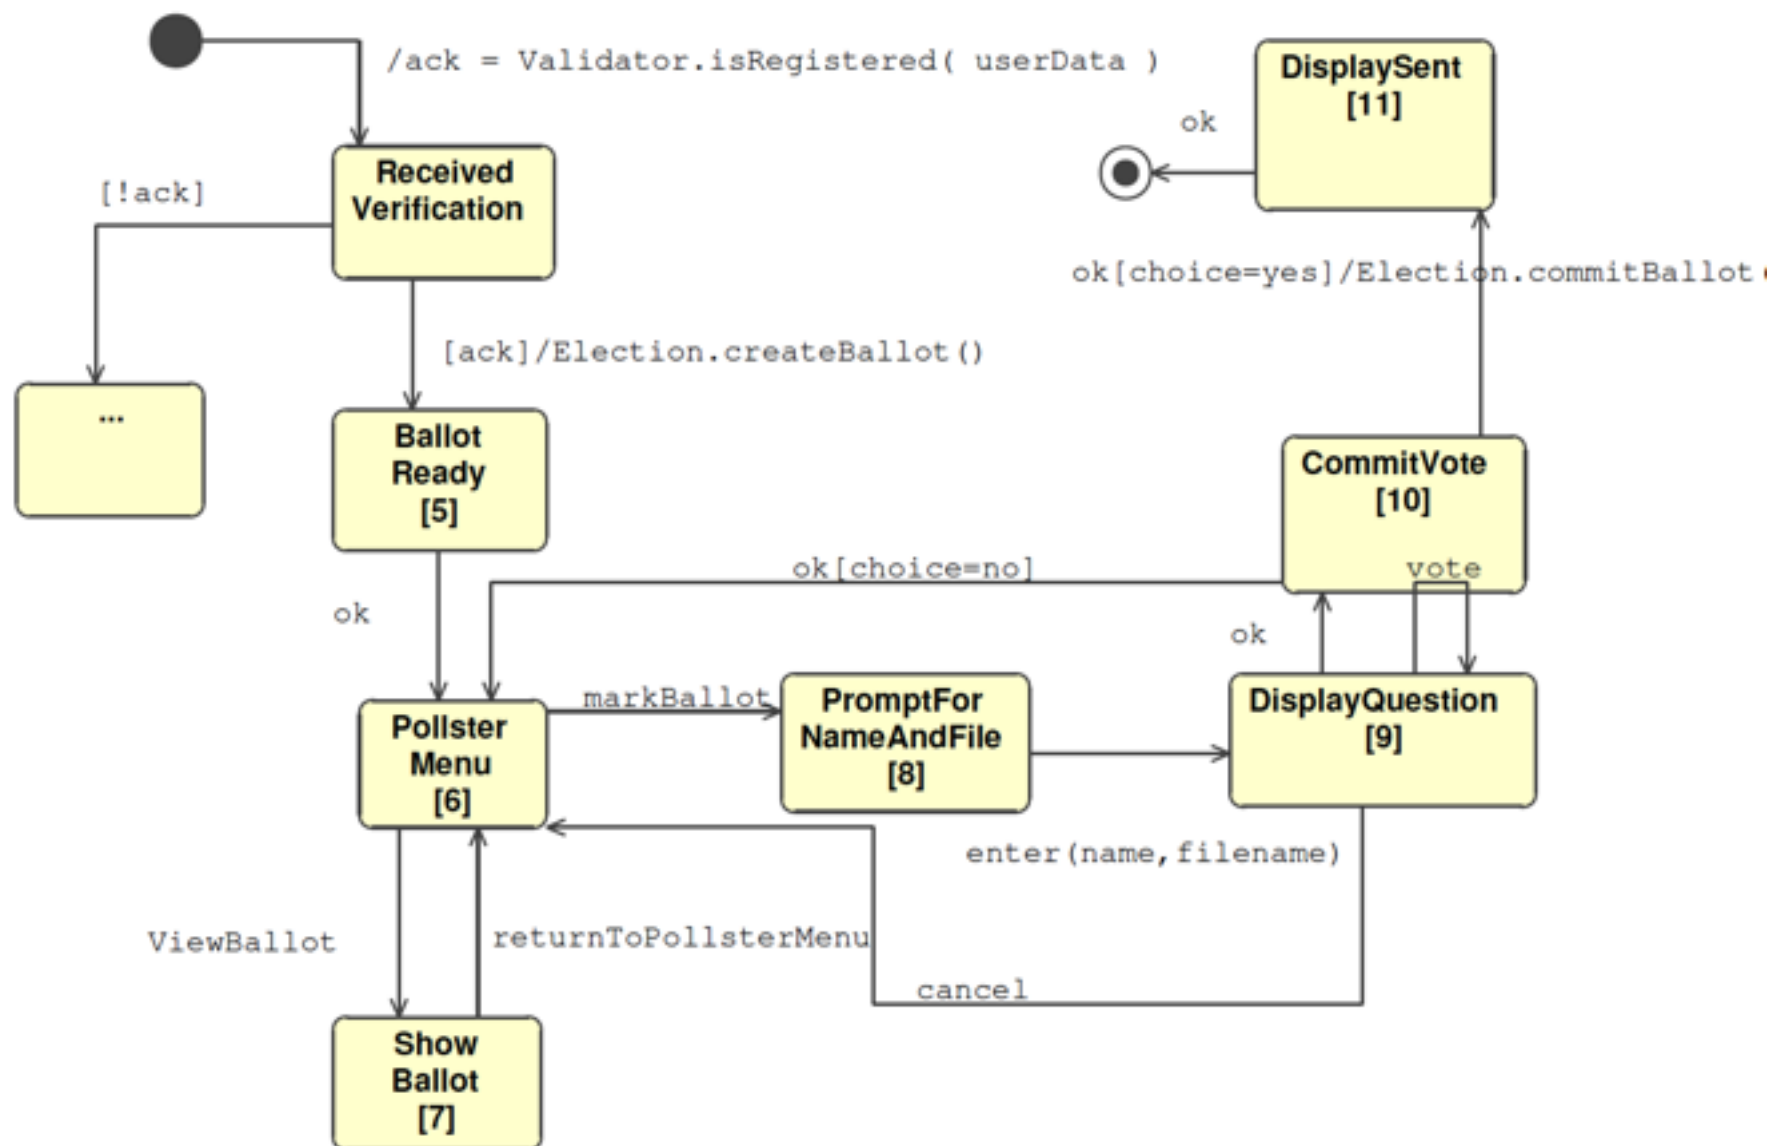 /ack = Validator.isRegistered( userData )
DisplaySent
[11]
ok
Received
Verification
[!ack]
ok[choice=yes]/Election.commitBallot
[ack]/Election.createBallot()
...
Ballot
Ready
[5]
CommitVote
[10]
ok[choice=no]
vote
ok
ok
markBallot
PromptFor
NameAndFile
[8]
DisplayQuestion
[9]
Pollster
Menu
[6]
enter(name,filename)
ViewBallot
returnToPollsterMenu
cancel
Show
Ballot
[7]